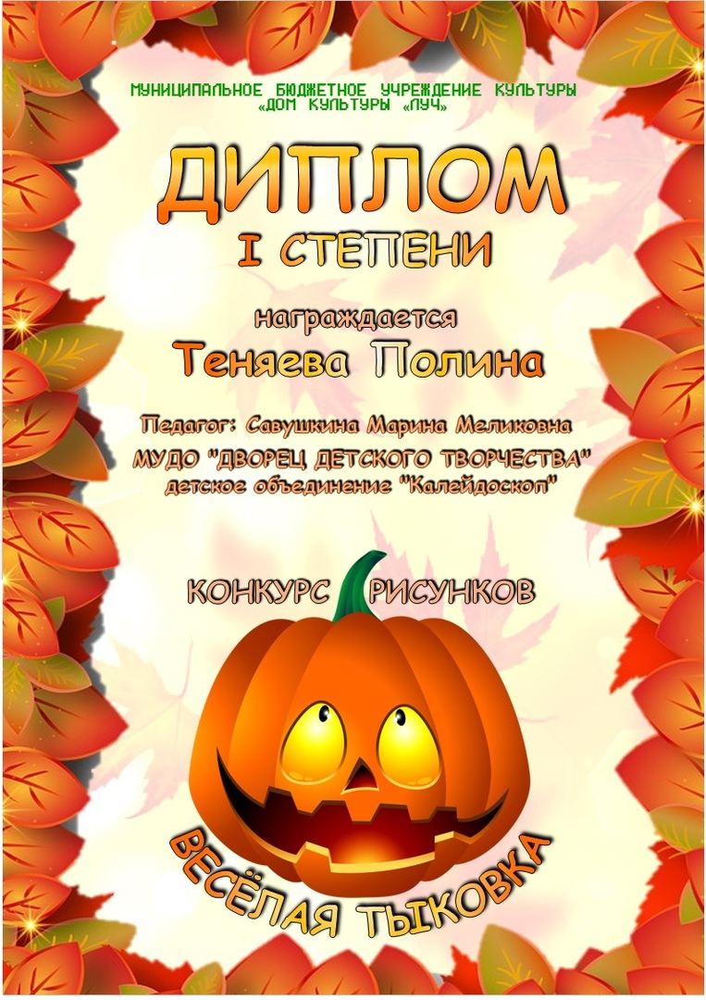 МУНИЦИПАЛЬНОЕ БЮДЖЕТНОЕ УЧРЕЖДЕНИЕ КУЛЬТУРЫ
«ДОМ КУЛЬТУРЫ «ЛУЧ»
ДИПЛОМ
I СТЕПЕНИ
награждается
Теняева Полина
Педагог: Савушкина Марина Меликовна
МУДО "ДВОРЕЦ ДЕТСКОГО ТВОРЧЕСТВА"
детское объединение "Калейдоскоп"
КОНКУРС РИСУНКОВ
ВЕСЁЛАЯ ТЫКОВКА